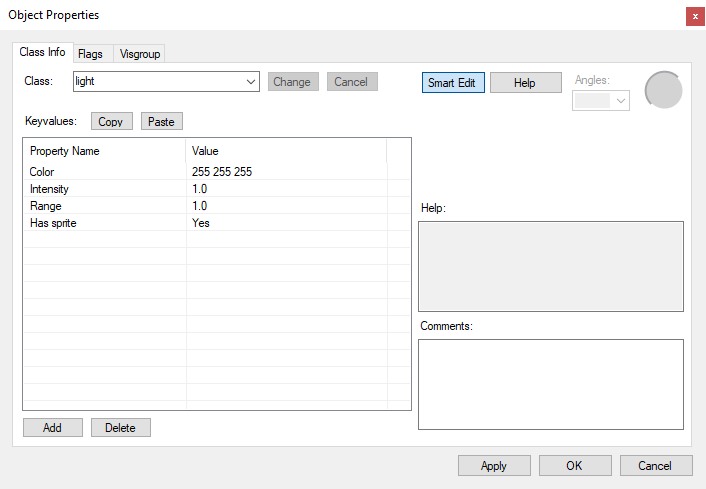 Object Properties
x
Class Info Flags Visgroup
Class: light Change Cancel Smart Edit Help Angles:
Keyvalues: Copy Paste
Property Name Value
Color 255 255 255
Intensity 1.0
Range 1.0
Has sprite Yes
Help:
Comments:
Add Delete
Apply OK Cancel